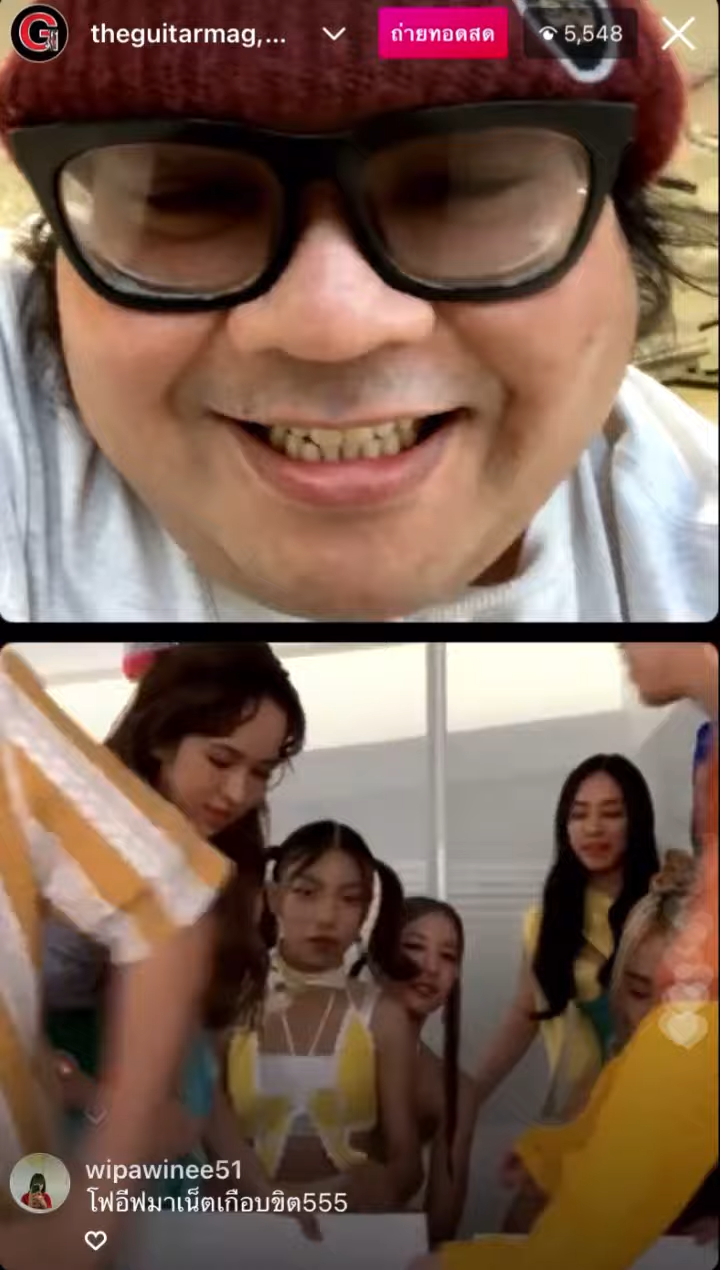 theguitarmag,...
ถ่ายทอดสด
5,548
wipawinee51
โฟอีฟมาเน็ตเกือบขิต555